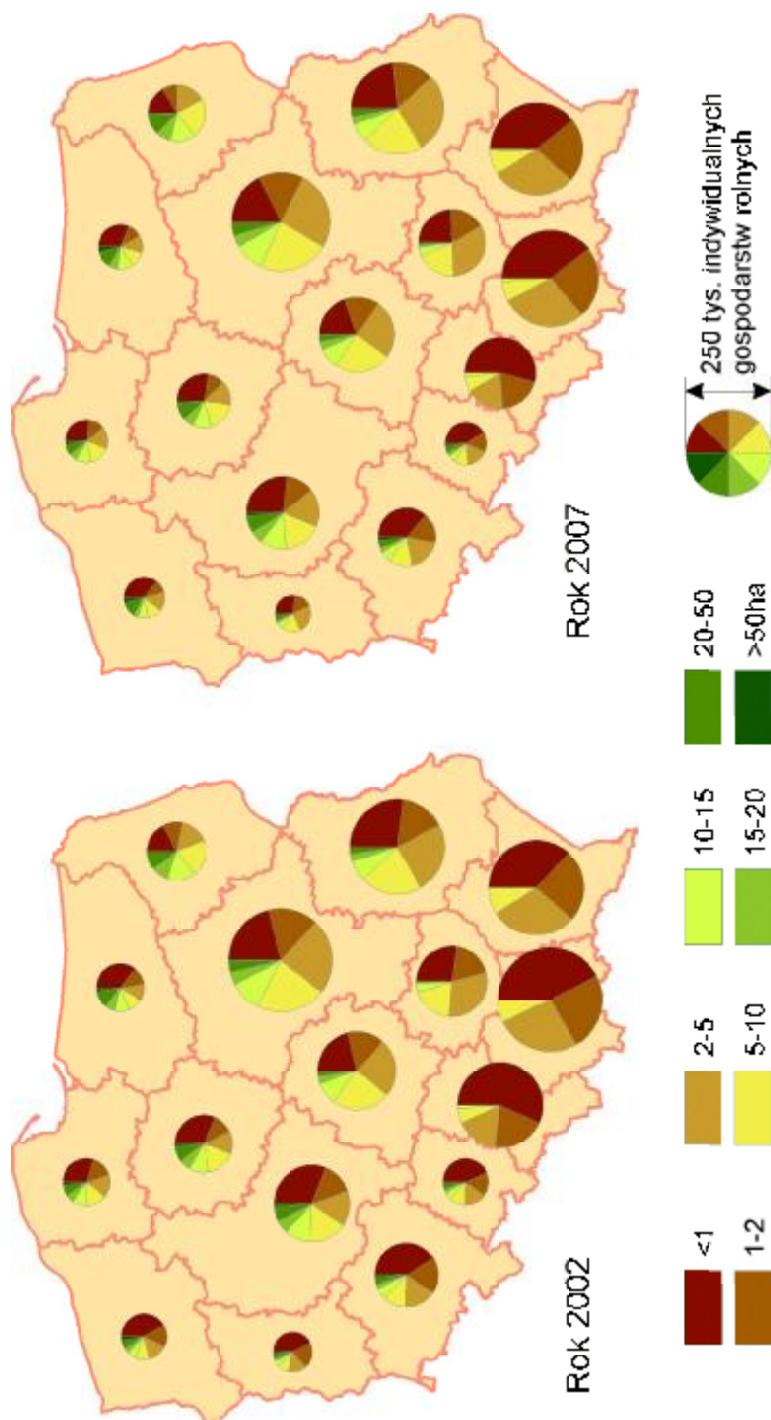 Rok 2002
Rok 2007
<1
2-5
10-15
20-50
1-2
5-10
15-20
>50ha
250 tys. indywidualnych
gospodarstw rolnych